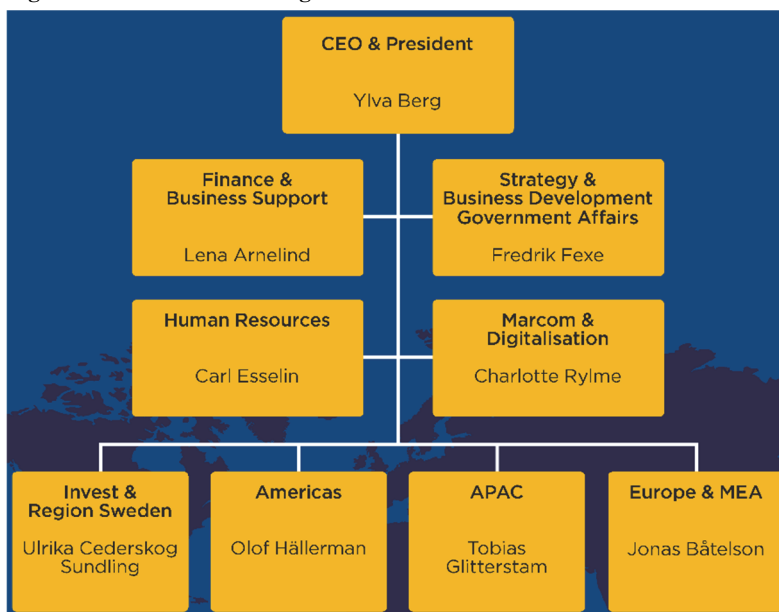 CEO & President
Ylva Berg
Finance &
Business Support
Lena Arnelind
Strategy &
Business Development
Government Affairs
Fredrik Fexe
Human Resources
Carl Esselin
Marcom &
Digitalisation
Charlotte Rylme
Invest &
Region Sweden
Ulrika Cederskog
Sundling
Americas
Olof Hällerman
APAC
Tobias
Glitterstam
Europe & MEA
Jonas Båtelson